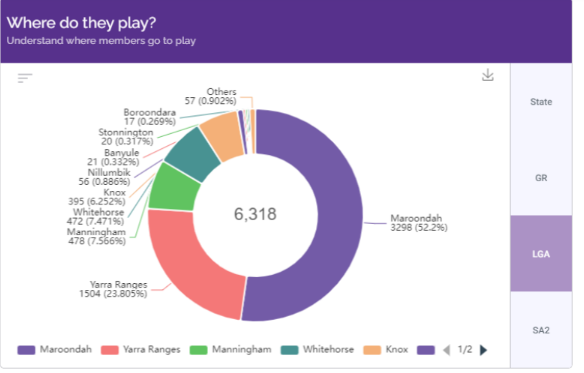 Where do they play?
Understand where members go to play
Others
57 (0.902%)
Boroondara
17 (0.269%)
Stonnington
20 (0.317%)
Banyule
21 (0.332%)
Nillumbik
56 (0.886%)
Knox
395 (6.252%)
Whitehorse
472 (7.471%)
Manningham
478 (7.566%)
Yarra Ranges
1504 (23.805%)
6,318
Maroondah
3298 (52.2%)
State
GR
LGA
SA2
Maroondah Yarra Ranges Manningham Whitehorse Knox 1/2